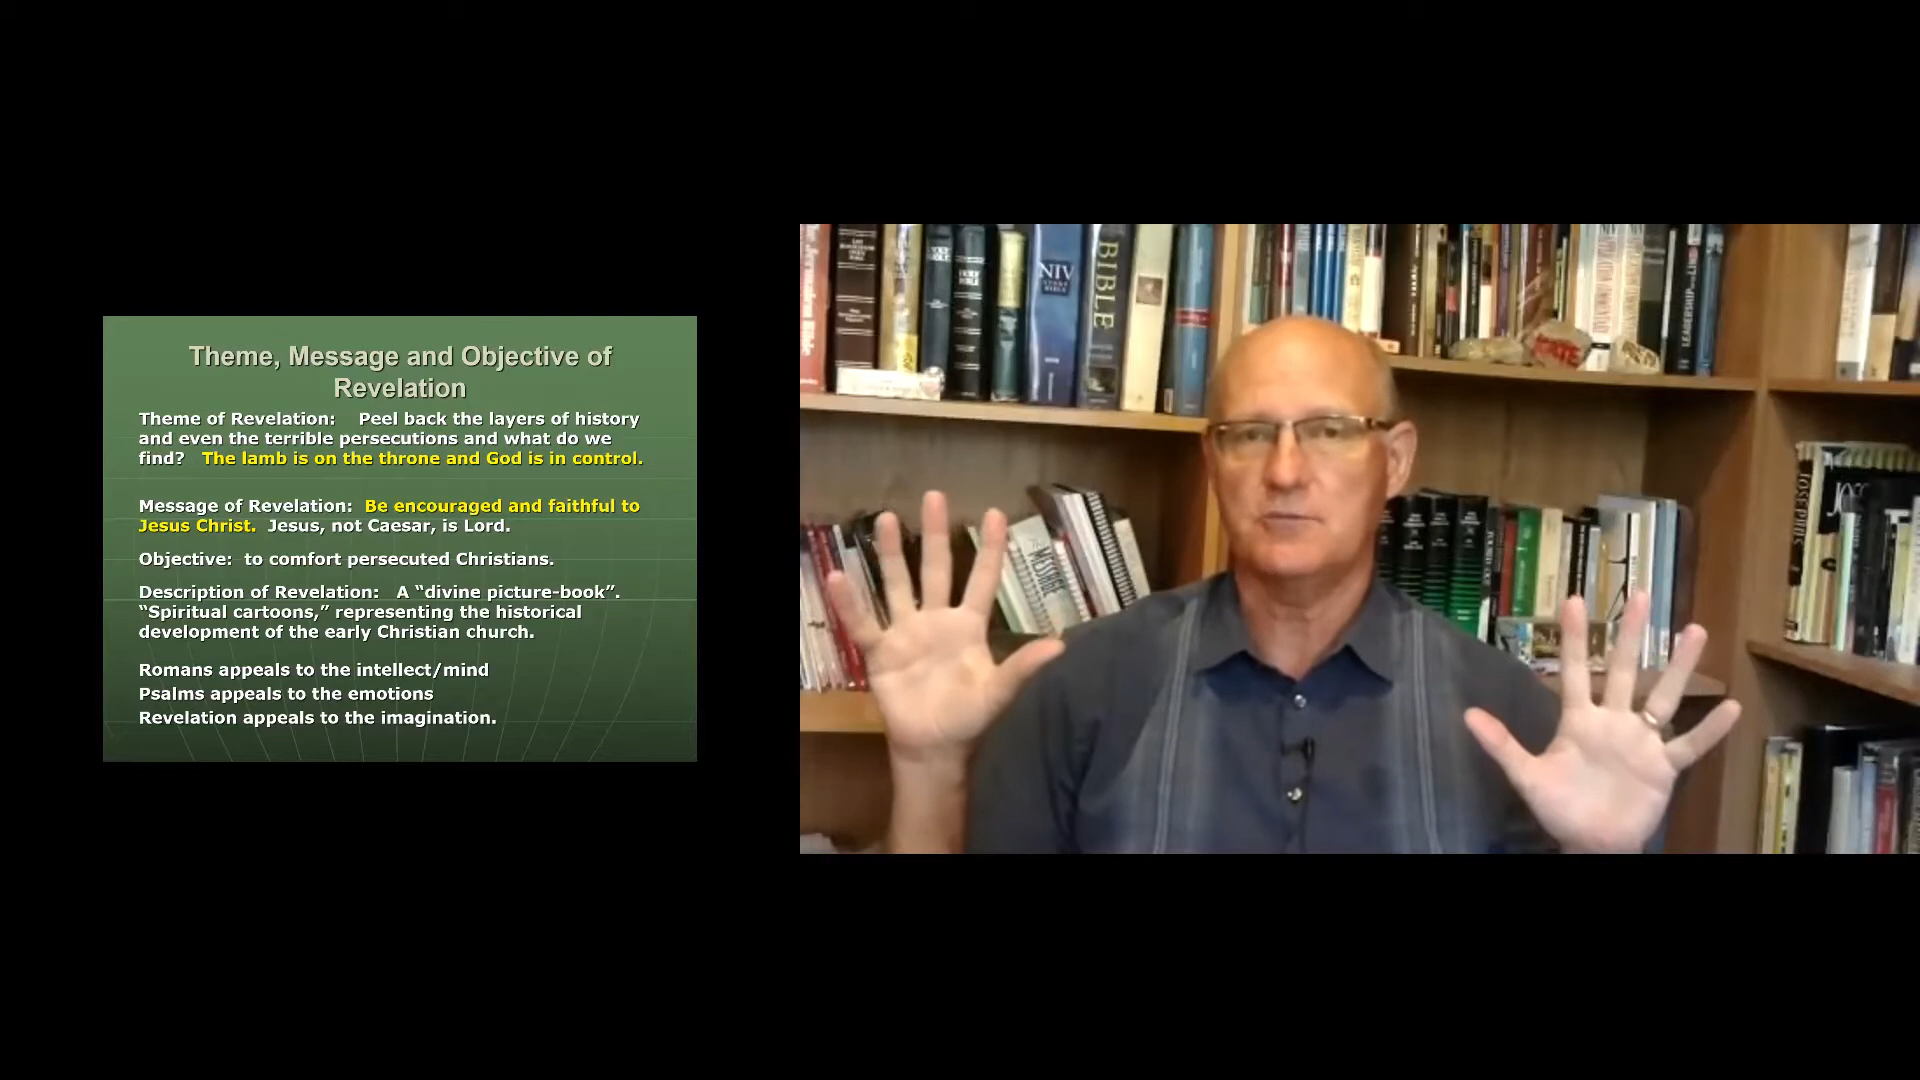 Theme, Message and Objective of
Revelation
Theme of Revelation: Peel back the layers of history
and even the terrible persecutions and what do we
find? The lamb is on the throne and God is in control.
Message of Revelation: Be encouraged and faithful to
Jesus Christ. Jesus, not Caesar, is Lord.
Objective: to comfort persecuted Christians.
Description of Revelation: A “divine picture-book”.
“Spiritual cartoons,” representing the historical
development of the early Christian church.
Romans appeals to the intellect/mind
Psalms appeals to the emotions
Revelation appeals to the imagination.
NIV
BIBLE
MESSAGE
LEADERSHIP
JOSEPHUS